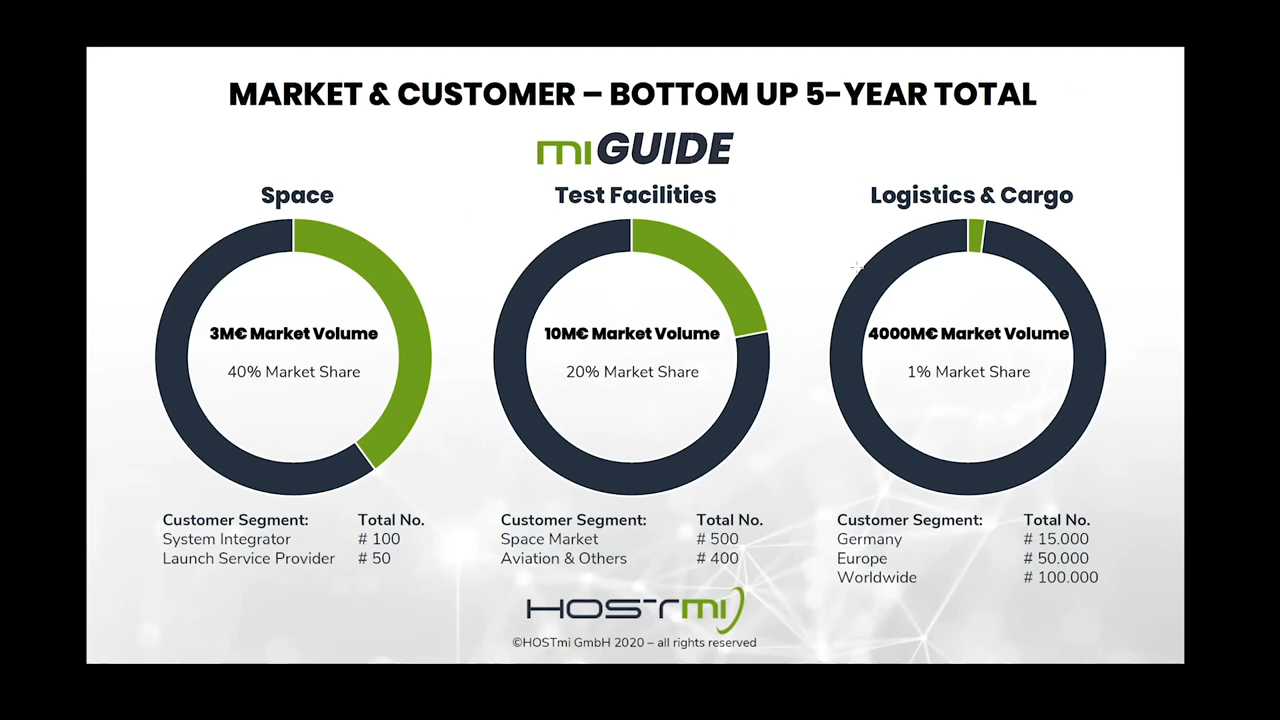 MARKET & CUSTOMER – BOTTOM UP 5-YEAR TOTAL
miGUIDE
Space
3M€ Market Volume
40% Market Share
Customer Segment: Total No.
System Integrator # 100
Launch Service Provider # 50
Test Facilities
10M€ Market Volume
20% Market Share
Customer Segment: Total No.
Space Market # 500
Aviation & Others # 400
Logistics & Cargo
4000M€ Market Volume
1% Market Share
Customer Segment: Total No.
Germany # 15.000
Europe # 50.000
Worldwide # 100.000
HOSTmi
©HOSTmi GmbH 2020 – all rights reserved